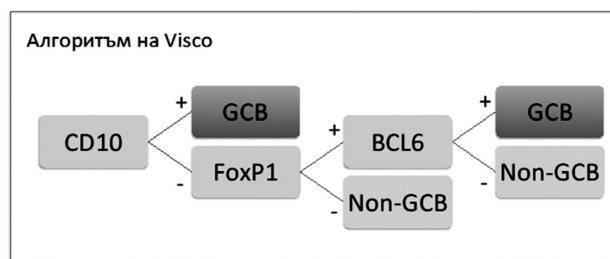 Алгоритъм на Visco
+ GCB + GCB
CD10 + BCL6
- FoxP1 - Non-GCB
- Non-GCB